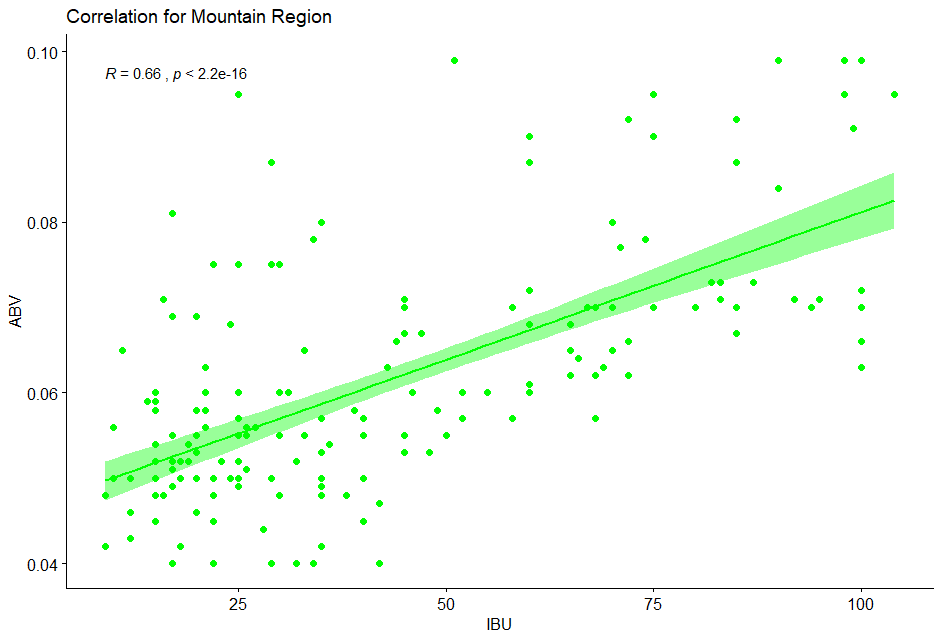 Correlation for Mountain Region
R = 0.66 , p < 2.2e-16
0.10
0.08
0.06
0.04
ABV
25 50 75 100
IBU